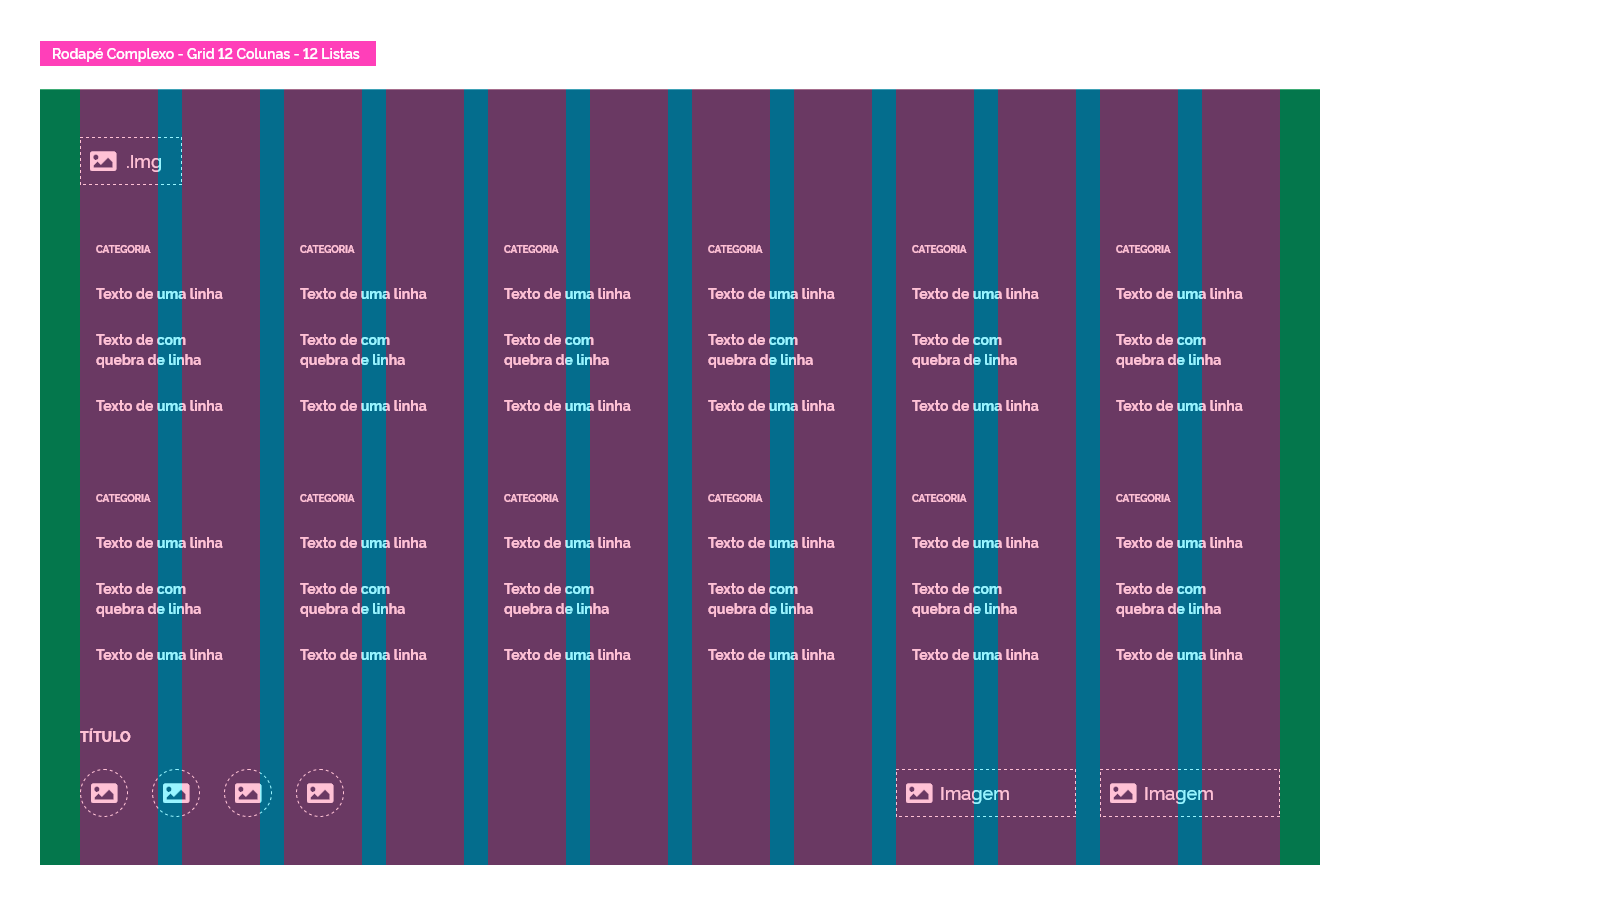 Rodapé Complexo - Grid 12 Colunas - 12 Listas
.Img
CATEGORIA CATEGORIA CATEGORIA CATEGORIA CATEGORIA CATEGORIA
Texto de uma linha Texto de uma linha Texto de uma linha Texto de uma linha Texto de uma linha Texto de uma linha
Texto de com Texto de com Texto de com Texto de com Texto de com Texto de com
quebra de linha quebra de linha quebra de linha quebra de linha quebra de linha quebra de linha
Texto de uma linha Texto de uma linha Texto de uma linha Texto de uma linha Texto de uma linha Texto de uma linha
CATEGORIA CATEGORIA CATEGORIA CATEGORIA CATEGORIA CATEGORIA
Texto de uma linha Texto de uma linha Texto de uma linha Texto de uma linha Texto de uma linha Texto de uma linha
Texto de com Texto de com Texto de com Texto de com Texto de com Texto de com
quebra de linha quebra de linha quebra de linha quebra de linha quebra de linha quebra de linha
Texto de uma linha Texto de uma linha Texto de uma linha Texto de uma linha Texto de uma linha Texto de uma linha
TÍTULO
Imagem Imagem